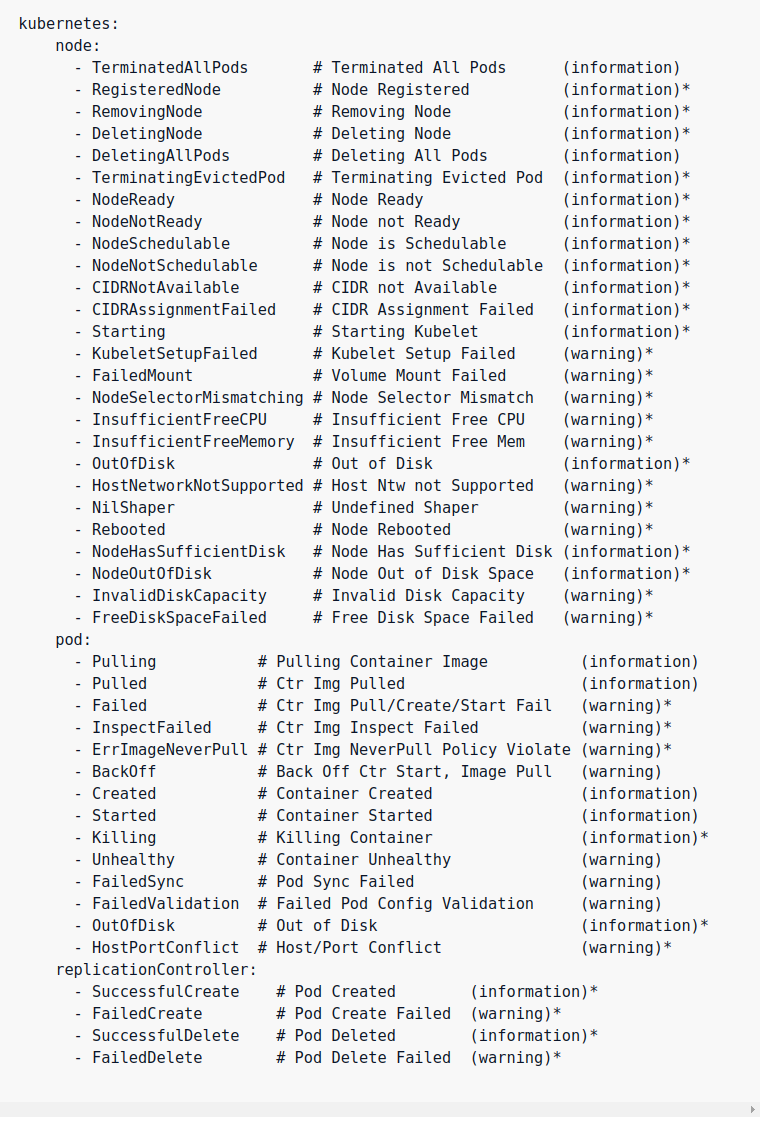 kubernetes:
    node:
      - TerminatedAllPods       # Terminated All Pods      (information)
      - RegisteredNode          # Node Registered          (information)*
      - RemovingNode            # Removing Node            (information)*
      - DeletingNode            # Deleting Node            (information)*
      - DeletingAllPods         # Deleting All Pods        (information)
      - TerminatingEvictedPod   # Terminating Evicted Pod  (information)*
      - NodeReady               # Node Ready               (information)*
      - NodeNotReady            # Node not Ready           (information)*
      - NodeSchedulable         # Node is Schedulable      (information)*
      - NodeNotSchedulable      # Node is not Schedulable  (information)*
      - CIDRNotAvailable        # CIDR not Available       (information)*
      - CIDRAssignmentFailed    # CIDR Assignment Failed   (information)*
      - Starting                # Starting Kubelet         (information)*
      - KubeletSetupFailed      # Kubelet Setup Failed     (warning)*
      - FailedMount             # Volume Mount Failed      (warning)*
      - NodeSelectorMismatching # Node Selector Mismatch   (warning)*
      - InsufficientFreeCPU     # Insufficient Free CPU    (warning)*
      - InsufficientFreeMemory  # Insufficient Free Mem    (warning)*
      - OutOfDisk               # Out of Disk              (information)*
      - HostNetworkNotSupported # Host Ntw not Supported   (warning)*
      - NilShaper               # Undefined Shaper         (warning)*
      - Rebooted                # Node Rebooted            (warning)*
      - NodeHasSufficientDisk   # Node Has Sufficient Disk (information)*
      - NodeOutOfDisk           # Node Out of Disk Space   (information)*
      - InvalidDiskCapacity     # Invalid Disk Capacity    (warning)*
      - FreeDiskSpaceFailed     # Free Disk Space Failed   (warning)*
    pod:
      - Pulling           # Pulling Container Image          (information)
      - Pulled            # Ctr Img Pulled                   (information)
      - Failed            # Ctr Img Pull/Create/Start Fail   (warning)*
      - InspectFailed     # Ctr Img Inspect Failed           (warning)*
      - ErrImageNeverPull # Ctr Img NeverPull Policy Violate (warning)*
      - BackOff           # Back Off Ctr Start, Image Pull   (warning)
      - Created           # Container Created                (information)
      - Started           # Container Started                (information)
      - Killing           # Killing Container                (information)*
      - Unhealthy         # Container Unhealthy              (warning)
      - FailedSync        # Pod Sync Failed                  (warning)
      - FailedValidation  # Failed Pod Config Validation     (warning)
      - OutOfDisk         # Out of Disk                      (information)*
      - HostPortConflict  # Host/Port Conflict               (warning)*
    replicationController:
      - SuccessfulCreate    # Pod Created        (information)*
      - FailedCreate        # Pod Create Failed  (warning)*
      - SuccessfulDelete    # Pod Deleted        (information)*
      - FailedDelete        # Pod Delete Failed  (warning)*